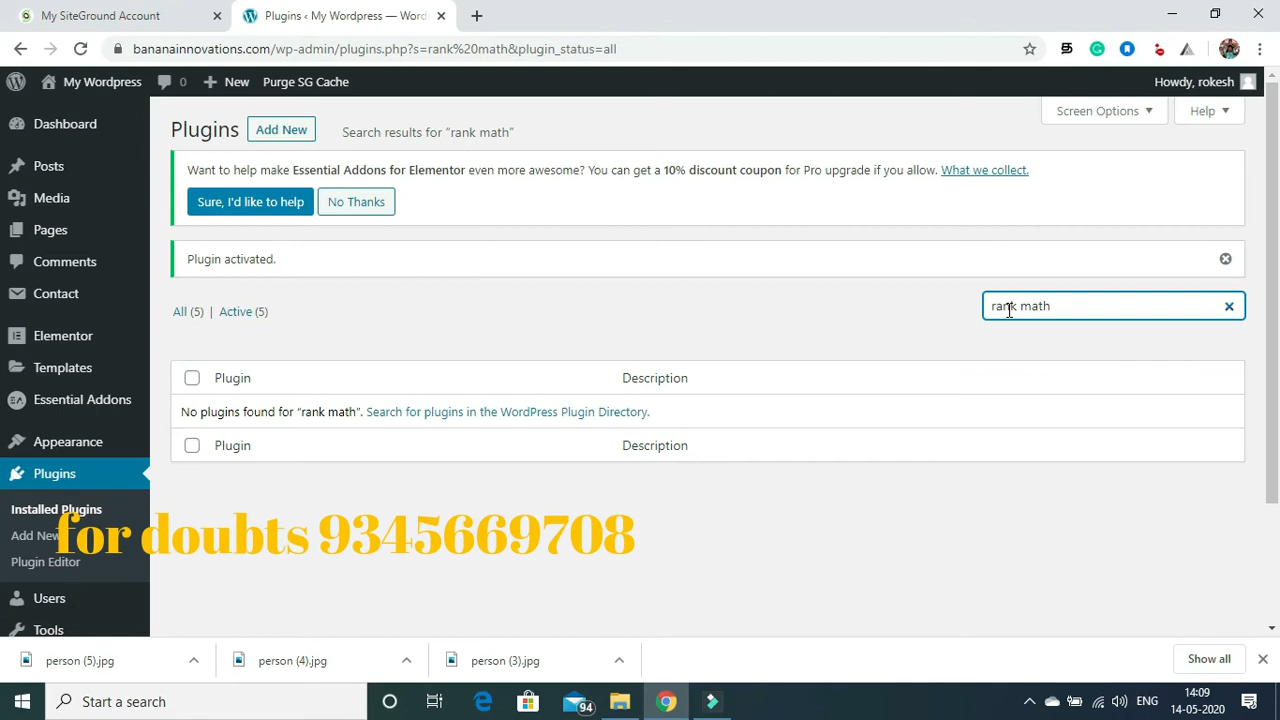 My SiteGround Account
Plugins ‹ My Wordpress — Word
bananainnovations.com/wp-admin/plugins.php?s=rank%20math&plugin_status=all
My Wordpress 0 New Purge SG Cache Howdy, rokesh
Screen Options Help
Plugins Add New Search results for “rank math”
Want to help make Essential Addons for Elementor even more awesome? You can get a 10% discount coupon for Pro upgrade if you allow. What we collect.
Sure, I'd like to help No Thanks
Plugin activated.
All (5) | Active (5)
rank math
Plugin Description
No plugins found for “rank math”. Search for plugins in the WordPress Plugin Directory.
Plugin Description
Dashboard
Posts
Media
Pages
Comments
Contact
Elementor
Templates
Essential Addons
Appearance
Plugins
Installed Plugins
Add New
Plugin Editor
Users
Tools
for doubts 9345669708
person (5).jpg person (4).jpg person (3).jpg Show all
Start a search
94
ENG
14:09
14-05-2020